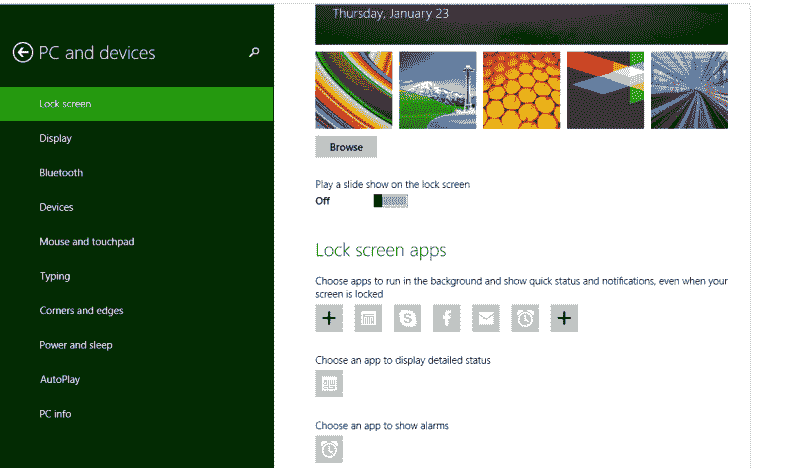 Thursday, January 23
PC and devices
Lock screen
Display
Bluetooth
Devices
Mouse and touchpad
Typing
Corners and edges
Power and sleep
AutoPlay
PC info
Browse
Play a slide show on the lock screen
Off
Lock screen apps
Choose apps to run in the background and show quick status and notifications, even when your
screen is locked
Choose an app to display detailed status
Choose an app to show alarms